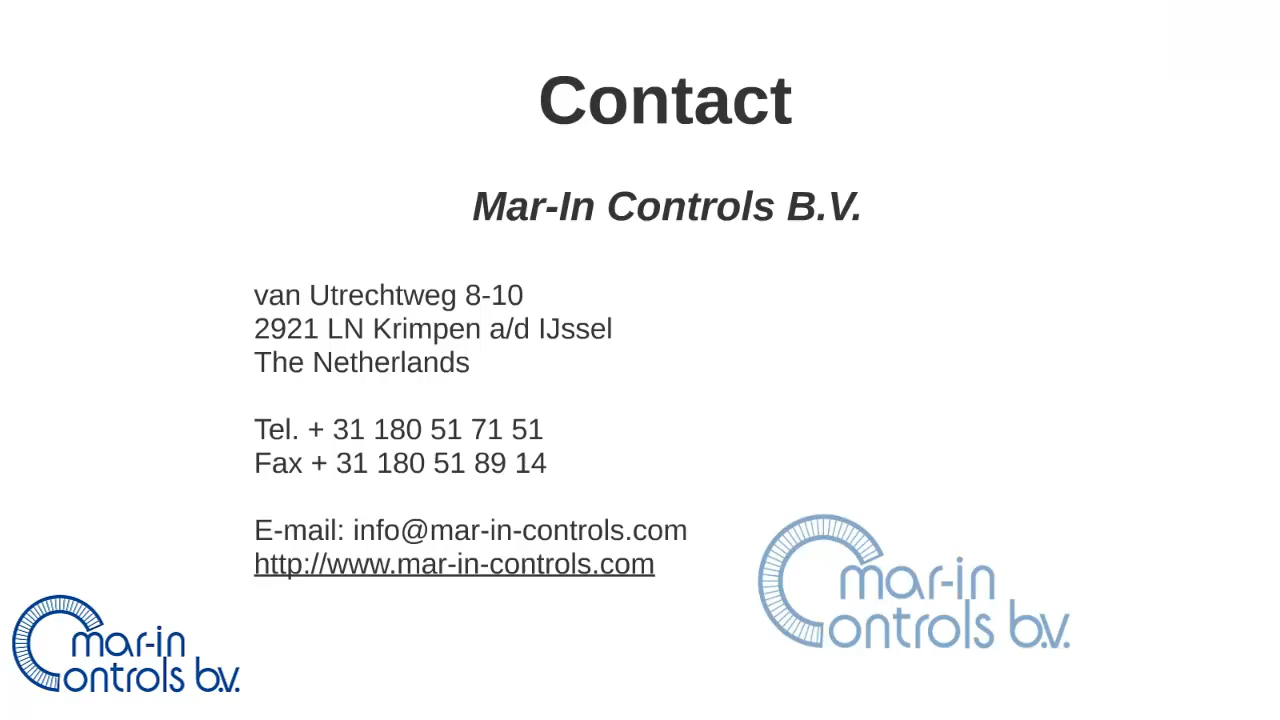 Contact
Mar-In Controls B.V.
van Utrechtweg 8-10
2921 LN Krimpen a/d IJssel
The Netherlands
Tel. + 31 180 51 71 51
Fax + 31 180 51 89 14
E-mail: info@mar-in-controls.com
http://www.mar-in-controls.com
mar-in
Controls b.v.
mar-in
Controls b.v.